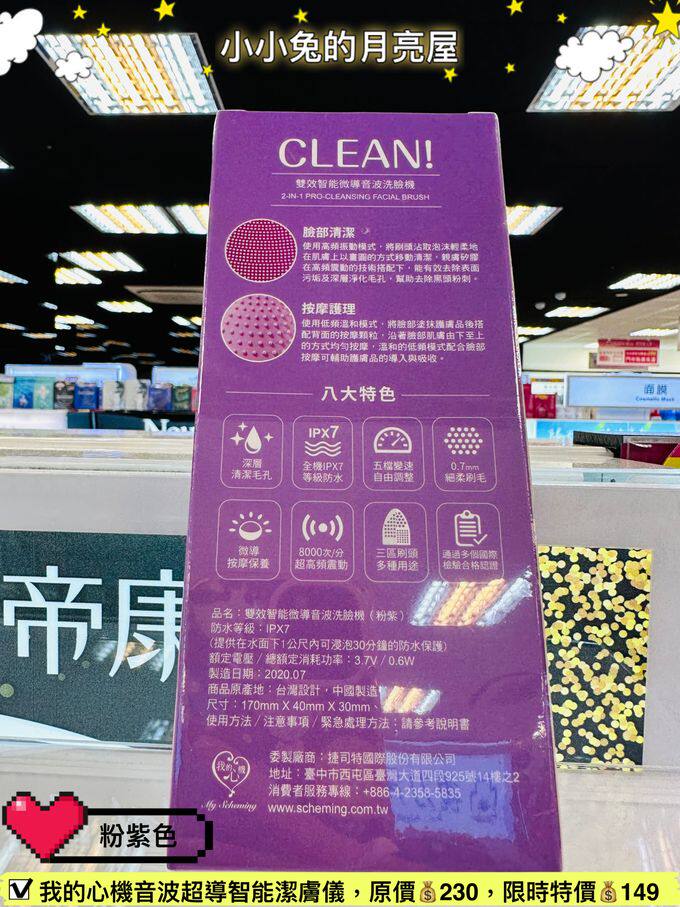 小小兔的月亮屋
CLEAN!
雙效智能微導音波洗臉機
2-IN-1 PRO-CLEANSING FACIAL BRUSH
臉部清潔
使用高頻振動模式，將刷頭沾取泡沫輕柔地
在肌膚上以畫圓的方式移動清潔，親膚矽膠
在高頻震動的技術搭配下，能有效去除表面
污垢及深層淨化毛孔，幫助去除黑頭粉刺。
按摩護理
使用低頻溫和模式，將臉部塗抹護膚品後搭
配背面的按摩顆粒，沿著臉部肌膚由下至上
的方式均勻按摩，溫和的低頻模式配合臉部
按摩可輔助護膚品的導入與吸收。
八大特色
深層
清潔毛孔
IPX7
全機IPX7
等級防水
五檔變速
自由調整
0.7mm
細柔刷毛
微導
按摩保養
8000次/分
超高頻震動
三區刷頭
多種用途
通過多個國際
檢驗合格認證
品名：雙效智能微導音波洗臉機（粉紫）
防水等級：IPX7
(提供在水面下1公尺內可浸泡30分鐘的防水保護)
額定電壓／總額定消耗功率：3.7V / 0.6W
製造日期：2020.07
商品原產地：台灣設計，中國製造
尺寸：170mm X 40mm X 30mm、
使用方法／注意事項／緊急處理方法：請參考說明書
我的心機
My Scheming
委製廠商：捷司特國際股份有限公司
地址：臺中市西屯區臺灣大道四段925號14樓之2
消費者服務專線：+886-4-2358-5835
www.scheming.com.tw
面膜
Cosmetic Mask
帝康
粉紫色
我的心機音波超導智能潔膚儀，原價💰230，限時特價💰149